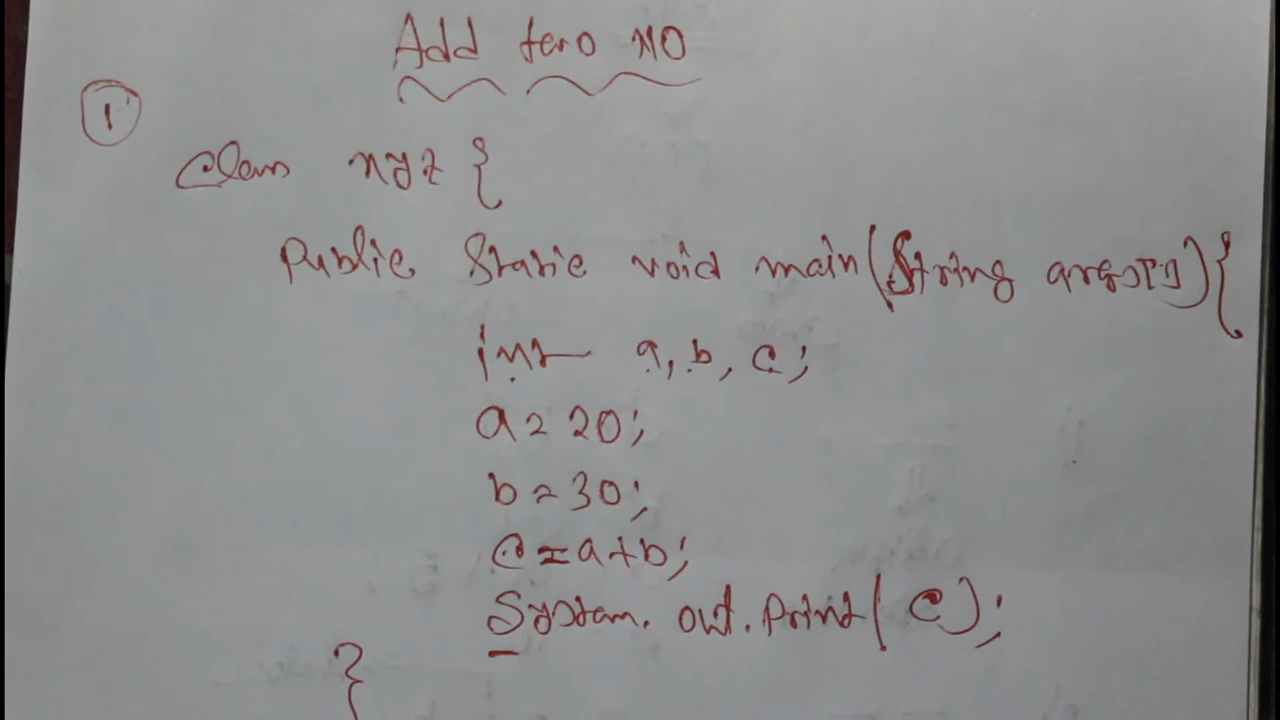 Add two NO
1
Class xyz {
Public Static void main(String args[]){
int a, b, c;
a = 20;
b = 30;
c = a + b;
System. out. Print( c);
}